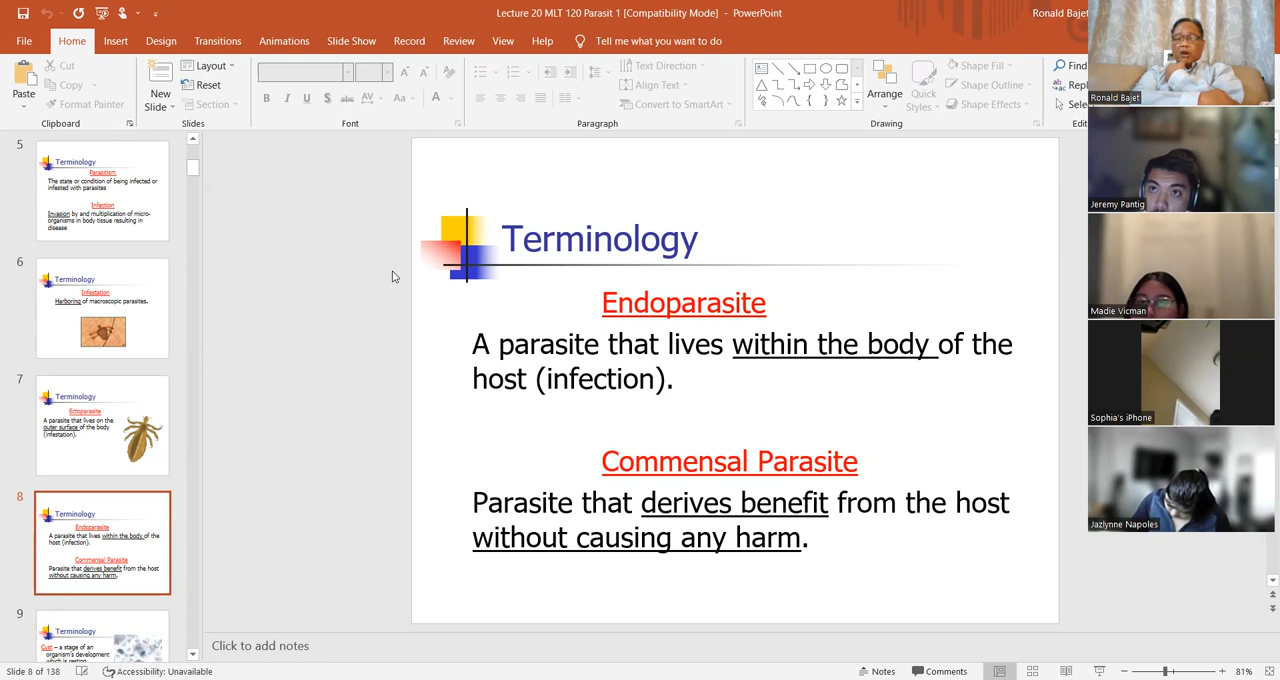 Lecture 20 MLT 120 Parasit 1 [Compatibility Mode] - PowerPoint
Ronald Bajet
File Home Insert Design Transitions Animations Slide Show Record Review View Help Tell me what you want to do
Paste
Cut
Copy
Format Painter
Clipboard
New
Slide
Layout
Reset
Section
Slides
B I U S abc AV Aa A
Font
Text Direction
Align Text
Convert to SmartArt
Paragraph
Arrange
Quick
Styles
Shape Fill
Shape Outline
Shape Effects
Drawing
Find
Repl
Sele
Edit
5
Terminology
Parasitism
The state or condition of being infected or
infested with parasites
Infection
Invasion by and multiplication of micro-
organisms in body tissue resulting in
disease
6
Terminology
Infestation
Harboring of macroscopic parasites.
7
Terminology
Ectoparasite
A parasite that lives on the
outer surface of the body
(infestation).
8
Terminology
Endoparasite
A parasite that lives within the body of the
host (infection).
Commensal Parasite
Parasite that derives benefit from the host
without causing any harm.
9
Terminology
Cyst – a stage of an
organism's development
which is resting
Terminology
Endoparasite
A parasite that lives within the body of the
host (infection).
Commensal Parasite
Parasite that derives benefit from the host
without causing any harm.
Ronald Bajet
Jeremy Pantig
Madie Vicman
Sophia's iPhone
Jazlynne Napoles
Click to add notes
Slide 8 of 138
Accessibility: Unavailable
Notes
Comments
81%